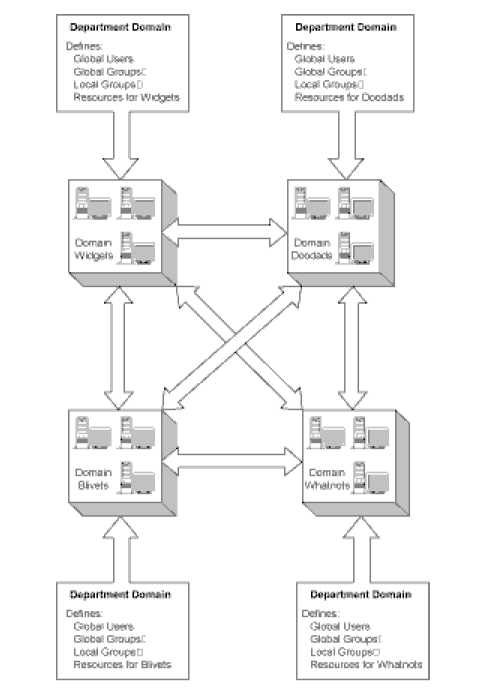 Department Domain
Defines:
Global Users
Global Groups
Local Groups
Resources for Widgets
Department Domain
Defines:
Global Users
Global Groups
Local Groups
Resources for Doodads
Domain
Widgets
Domain
Doodads
Domain
Blivets
Domain
Whatnots
Department Domain
Defines:
Global Users
Global Groups
Local Groups
Resources for Blivets
Department Domain
Defines:
Global Users
Global Groups
Local Groups
Resources for Whatnots